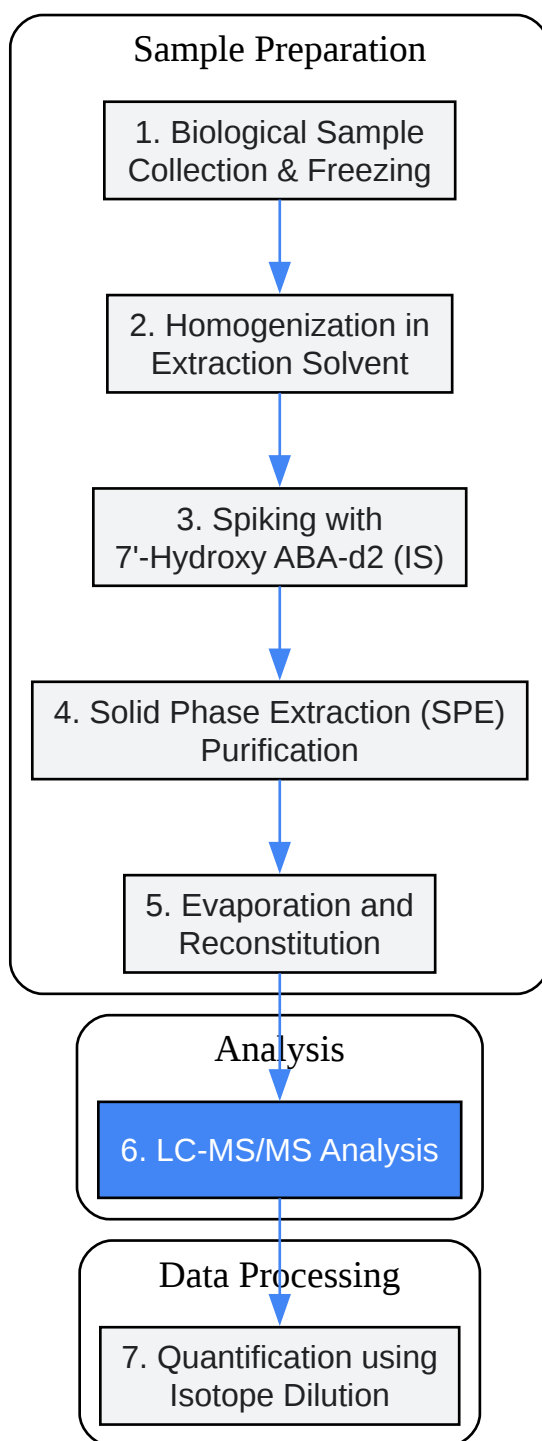 Sample Preparation
1. Biological Sample
Collection & Freezing
2. Homogenization in
Extraction Solvent
3. Spiking with
7'-Hydroxy ABA-d2 (IS)
4. Solid Phase Extraction (SPE)
Purification
5. Evaporation and
Reconstitution
Analysis
6. LC-MS/MS Analysis
Data Processing
7. Quantification using
Isotope Dilution